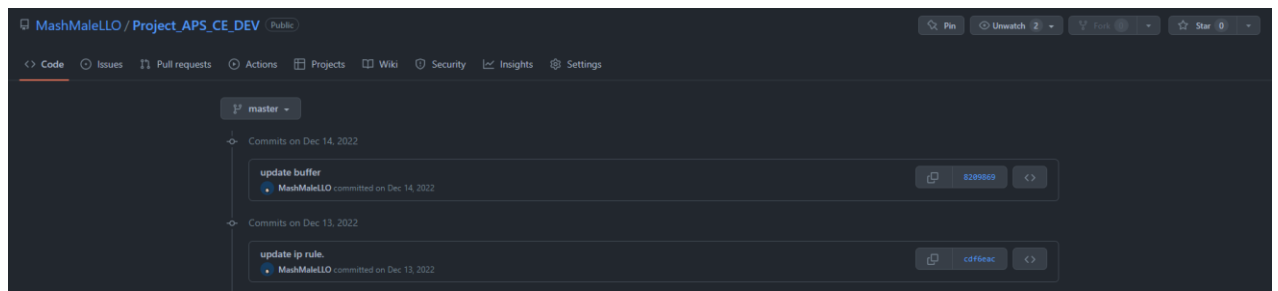 MashMaleLLO / Project_APS_CE_DEV Public Pin Unwatch 2 Fork 0 Star 0
Code Issues Pull requests Actions Projects Wiki Security Insights Settings
master
Commits on Dec 14, 2022
update buffer
MashMaleLLO committed on Dec 14, 2022 8209869
Commits on Dec 13, 2022
update ip rule.
MashMaleLLO committed on Dec 13, 2022 cdf6eac